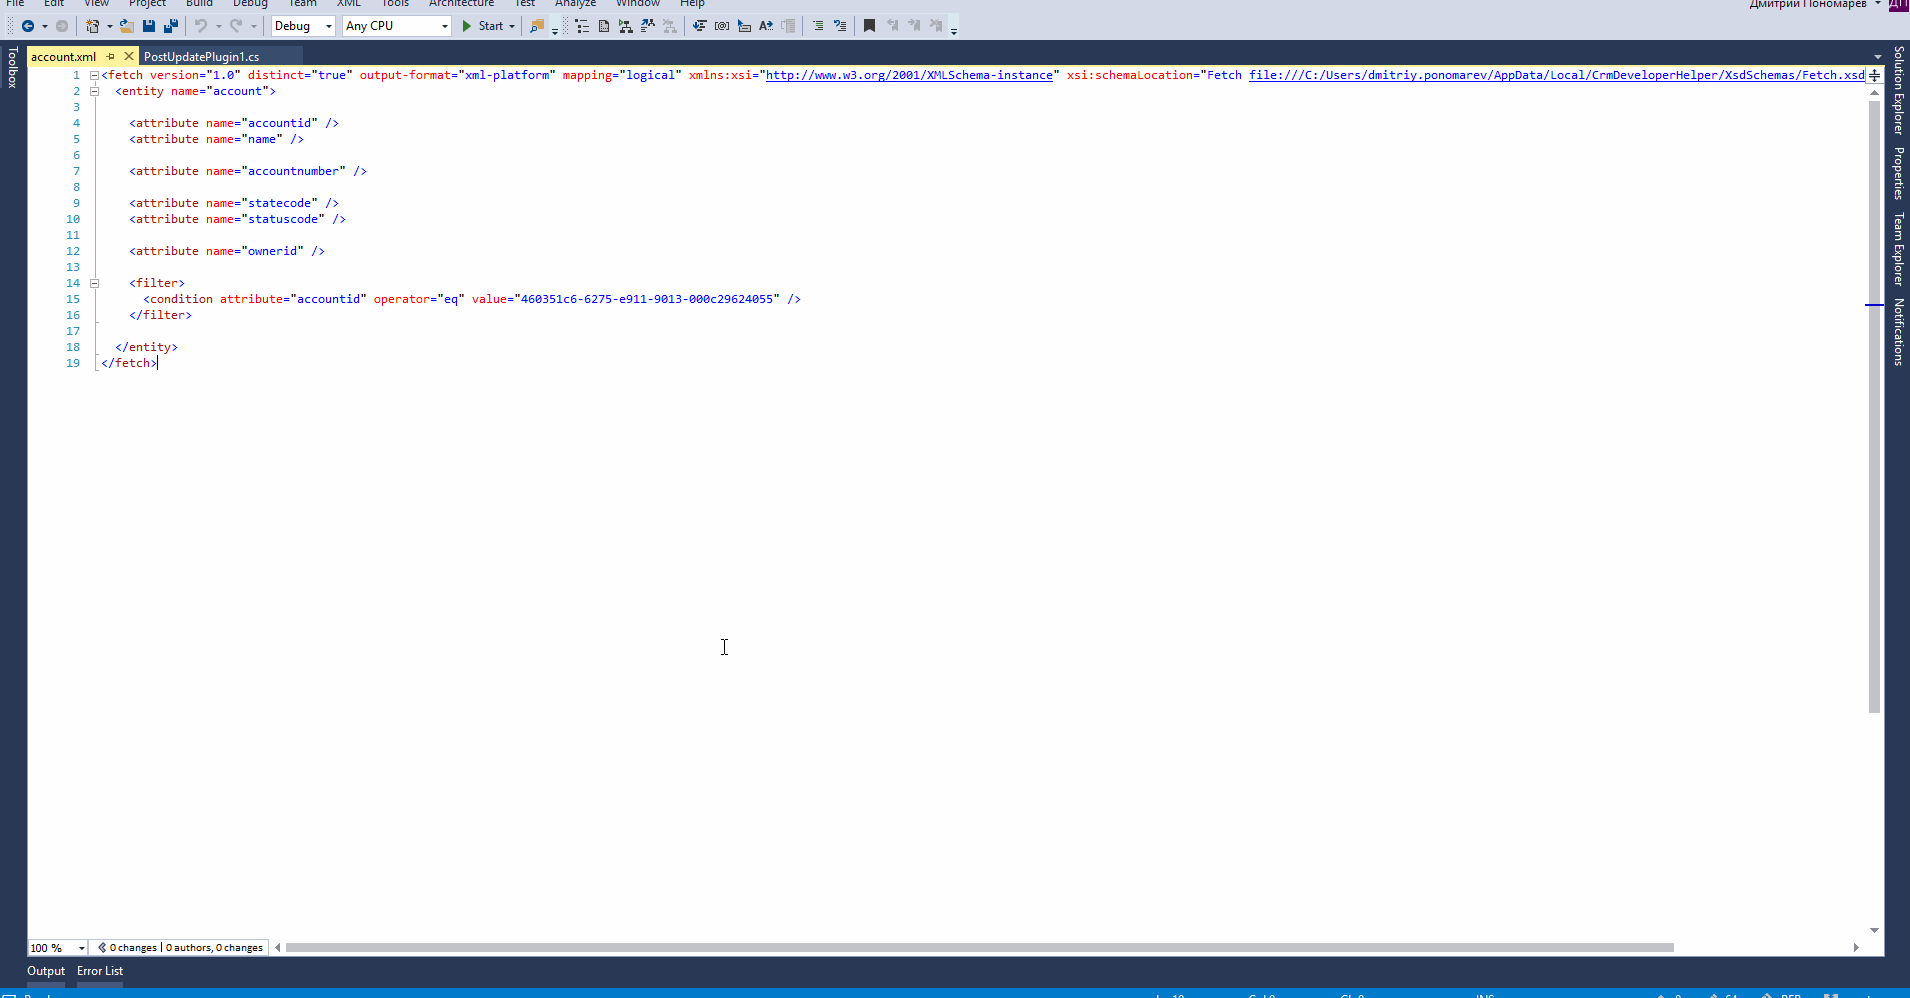 File Edit View Project Build Debug Team XML Tools Architecture Test Analyze Window Help Дмитрий Пономарев ДП
Debug Any CPU Start
Toolbox
account.xml PostUpdatePlugin1.cs
1 <fetch version="1.0" distinct="true" output-format="xml-platform" mapping="logical" xmlns:xsi="http://www.w3.org/2001/XMLSchema-instance" xsi:schemaLocation="Fetch file:///C:/Users/dmitriy.ponomarev/AppData/Local/CrmDeveloperHelper/XsdSchemas/Fetch.xsd
2 <entity name="account">
3
4 <attribute name="accountid" />
5 <attribute name="name" />
6
7 <attribute name="accountnumber" />
8
9 <attribute name="statecode" />
10 <attribute name="statuscode" />
11
12 <attribute name="ownerid" />
13
14 <filter>
15 <condition attribute="accountid" operator="eq" value="460351c6-6275-e911-9013-000c29624055" />
16 </filter>
17
18 </entity>
19 </fetch>
Solution Explorer
Properties
Team Explorer
Notifications
100 % 0 changes | 0 authors, 0 changes
Output Error List